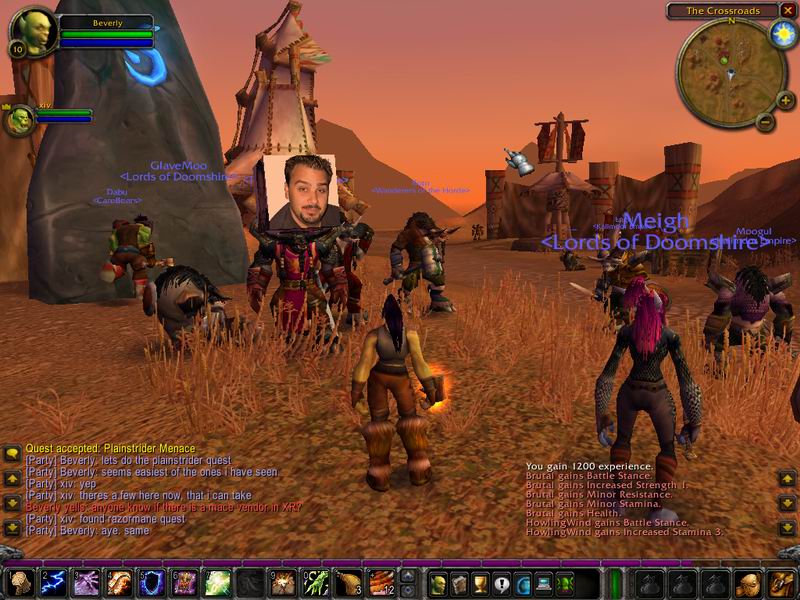 Beverly
The Crossroads
N
10
xiv
GlaveMoo
<Lords of Doomshire>
Dabu
<CareBears>
<Wanderers of the Horde>
Meigh
<Lords of Doomshire>
Moogul
Quest accepted: Plainstrider Menace
[Party] Beverly: lets do the plainstrider quest
[Party] Beverly: seems easiest of the ones i have seen
[Party] xiv: yep
[Party] xiv: theres a few here now, that i can take
Beverly yells: anyone know if there is a mace vendor in XR?
[Party] xiv: found razormane quest
[Party] Beverly: aye. same
You gain 1200 experience.
Brutal gains Battle Stance.
Brutal gains Increased Strength 1.
Brutal gains Minor Resistance.
Brutal gains Minor Stamina.
Brutal gains Health.
HowlingWind gains Battle Stance.
HowlingWind gains Increased Stamina 3.